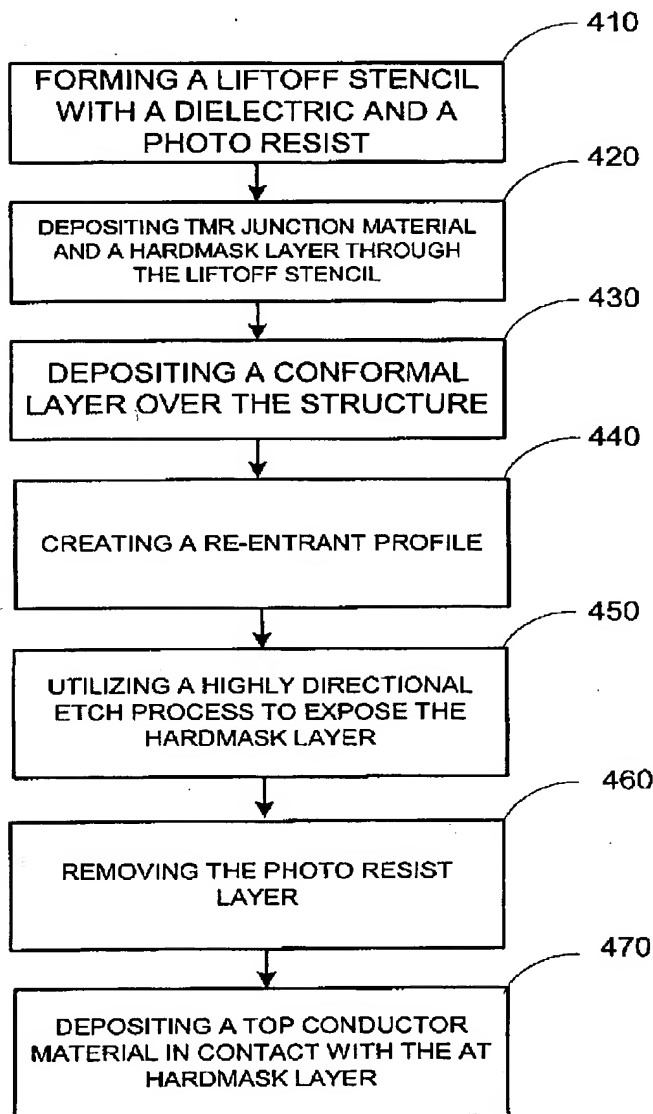 410
FORMING A LIFTOFF STENCIL
WITH A DIELECTRIC AND A
PHOTO RESIST
420
DEPOSITING TMR JUNCTION MATERIAL
AND A HARDMASK LAYER THROUGH
THE LIFTOFF STENCIL
430
DEPOSITING A CONFORMAL
LAYER OVER THE STRUCTURE
440
CREATING A RE-ENTRANT PROFILE
450
UTILIZING A HIGHLY DIRECTIONAL
ETCH PROCESS TO EXPOSE THE
HARDMASK LAYER
460
REMOVING THE PHOTO RESIST
LAYER
470
DEPOSITING A TOP CONDUCTOR
MATERIAL IN CONTACT WITH THE AT
HARDMASK LAYER